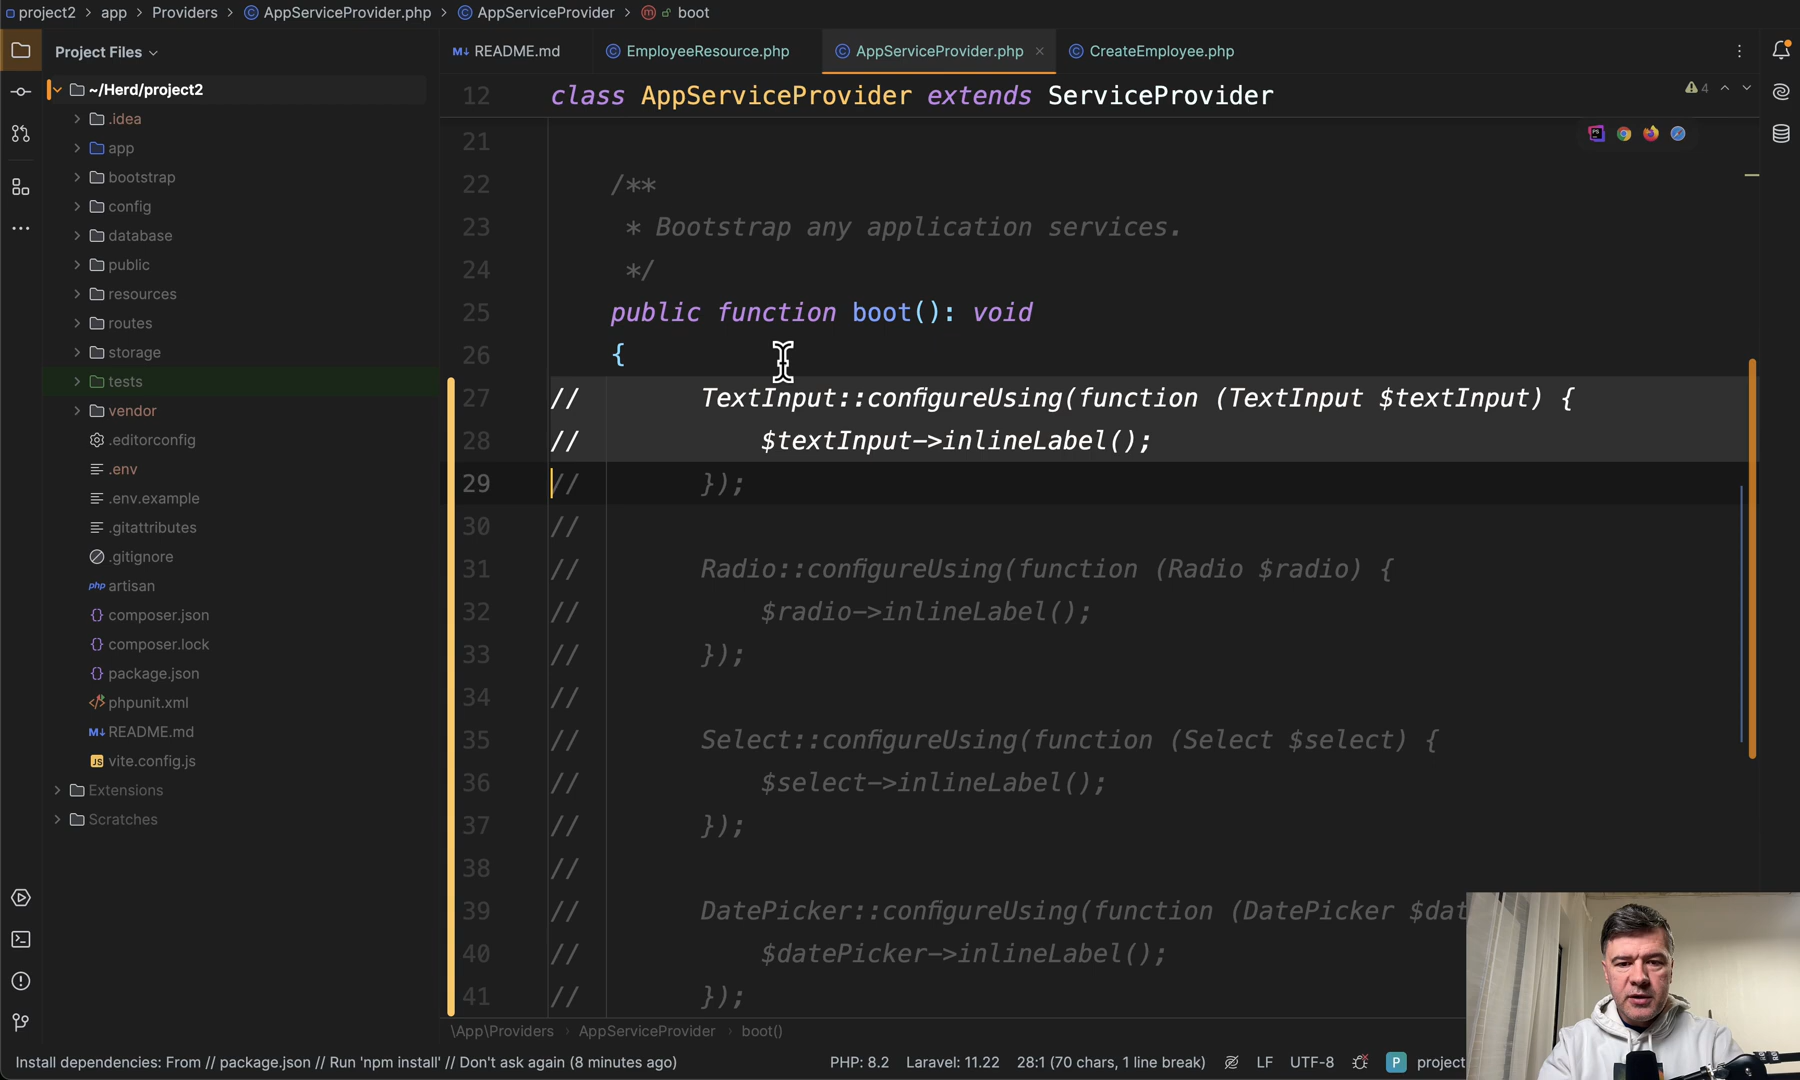 project2 > app > Providers > AppServiceProvider.php > AppServiceProvider > boot
Project Files
README.md
EmployeeResource.php
AppServiceProvider.php
CreateEmployee.php
~/Herd/project2
.idea
app
bootstrap
config
database
public
resources
routes
storage
tests
vendor
.editorconfig
.env
.env.example
.gitattributes
.gitignore
php artisan
composer.json
composer.lock
package.json
phpunit.xml
README.md
vite.config.js
Extensions
Scratches
12 class AppServiceProvider extends ServiceProvider
4
21
22 /**
23 * Bootstrap any application services.
24 */
25 public function boot(): void
26 {
27 // TextInput::configureUsing(function (TextInput $textInput) {
28 // $textInput->inlineLabel();
29 // });
30 //
31 // Radio::configureUsing(function (Radio $radio) {
32 // $radio->inlineLabel();
33 // });
34 //
35 // Select::configureUsing(function (Select $select) {
36 // $select->inlineLabel();
37 // });
38 //
39 // DatePicker::configureUsing(function (DatePicker $dat
40 // $datePicker->inlineLabel();
41 // });
\App\Providers > AppServiceProvider > boot()
Install dependencies: From // package.json // Run 'npm install' // Don't ask again (8 minutes ago)
PHP: 8.2 Laravel: 11.22 28:1 (70 chars, 1 line break) LF UTF-8 P project